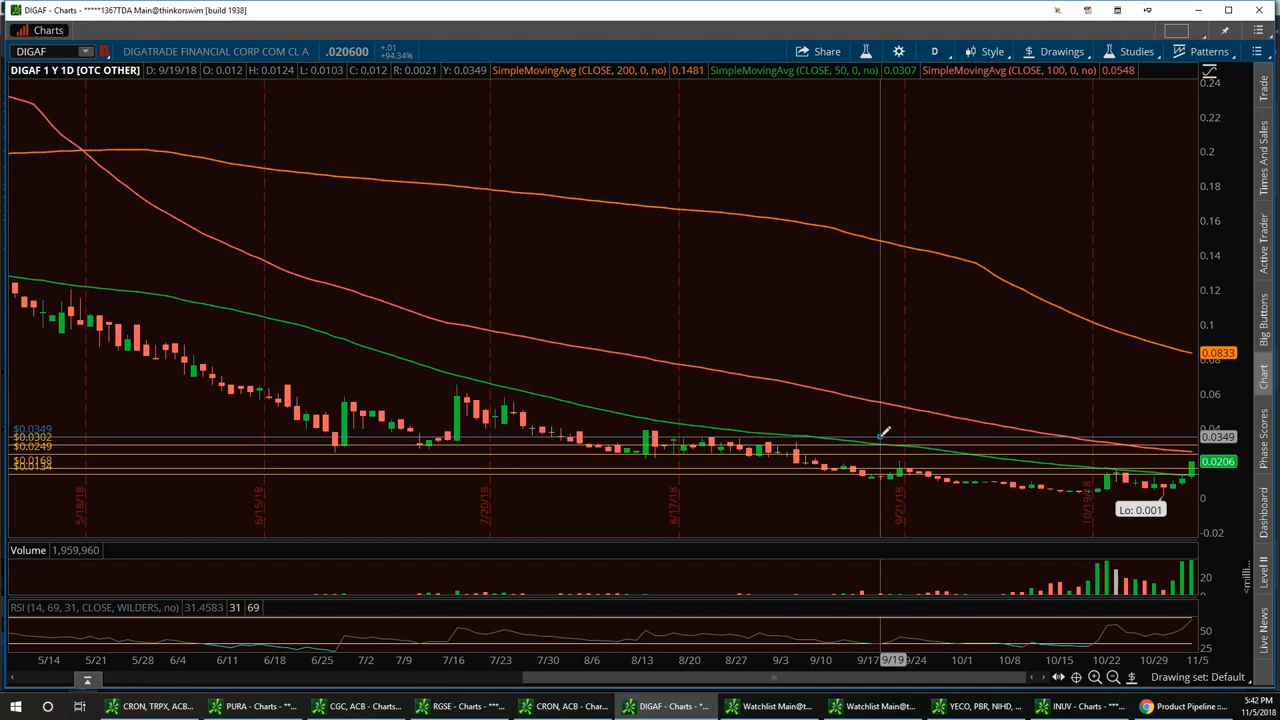 DIGAF - Charts - *****1367TDA Main@thinkorswim [build 1938]
Charts
DIGAF DIGATRADE FINANCIAL CORP COM CL A .020600 +.01 +94.34% Share D Style Drawings Studies Patterns
DIGAF 1 Y 1D [OTC OTHER] D: 9/19/18 O: 0.012 H: 0.0124 L: 0.0103 C: 0.012 R: 0.0021 Y: 0.0349 SimpleMovingAvg (CLOSE, 200, 0, no) 0.1481 SimpleMovingAvg (CLOSE, 50, 0, no) 0.0307 SimpleMovingAvg (CLOSE, 100, 0, no) 0.0548
0.24
0.22
0.2
0.18
0.16
0.14
0.12
0.1
0.0833
0.08
0.06
0.04
$0.0349 0.0349
$0.0302
$0.0249
$0.0168 0.0206
$0.0134
0
Lo: 0.001
-0.02
5/18/18 6/15/18 7/20/18 8/17/18 9/21/18 10/19/18
Volume 1,959,960
20
<milli...
RSI (14, 69, 31, CLOSE, WILDERS, no) 31.4583 31 69
50
25
5/14 5/21 5/28 6/4 6/11 6/18 6/25 7/2 7/9 7/16 7/23 7/30 8/6 8/13 8/20 8/27 9/3 9/10 9/17 9/19 9/24 10/1 10/8 10/15 10/22 10/29 11/5
Drawing set: Default
Trade
Times And Sales
Active Trader
Big Buttons
Chart
Phase Scores
Dashboard
Level II
Live News
CRON, TRPX, ACB... PURA - Charts - **... CGC, ACB - Charts... RGSE - Charts - *... CRON, ACB - Char... DIGAF - Charts - *... Watchlist Main@t... Watchlist Main@t... YECO, PBR, NIHD, ... INUV - Charts - ***... Product Pipeline ::...
5:42 PM
11/5/2018